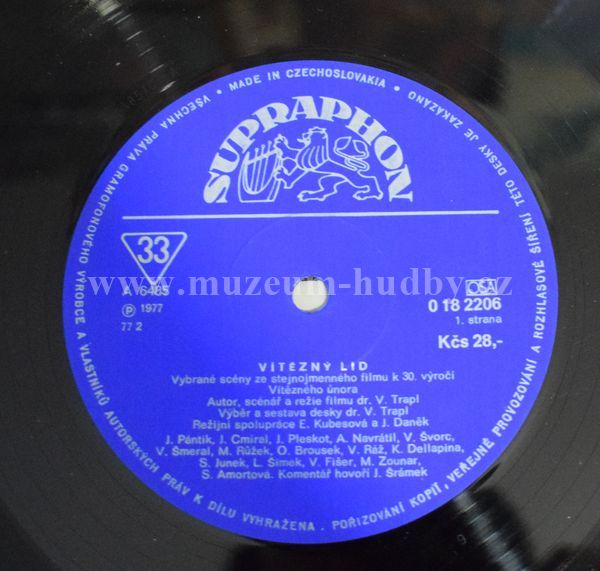 VŠECHNA PRÁVA GRAMOFONOVÉHO VÝROBCE A VLASTNÍKŮ AUTORSKÝCH PRÁV K DÍLU VYHRAŽENA. POŘIZOVÁNÍ KOPIÍ, VEŘEJNÉ PROVOZOVÁNÍ A ROZHLASOVÉ ŠÍŘENÍ TÉTO DESKY JE ZAKÁZÁNO
• MADE IN CZECHOSLOVAKIA •
SUPRAPHON
33
A 6485
Ⓟ 1977
77 2
OSA
0 18 2206
1. strana
Kčs 28,-
www.muzeum-hudby.cz
VÍTĚZNÝ LID
Vybrané scény ze stejnojmenného filmu k 30. výročí
Vítězného února
Autor, scénář a režie filmu dr. V. Trapl
Výběr a sestava desky dr. V. Trapl
Režijní spolupráce E. Kubesová a J. Daněk
J. Pántik, J. Cmíral, J. Pleskot, A. Navrátil, V. Švorc,
V. Šmeral, M. Růžek, O. Brousek, V. Ráž, K. Dellapina,
S. Junek, L. Šimek, V. Fišer, M. Zounar,
S. Amortová. Komentář hovoří J. Šrámek